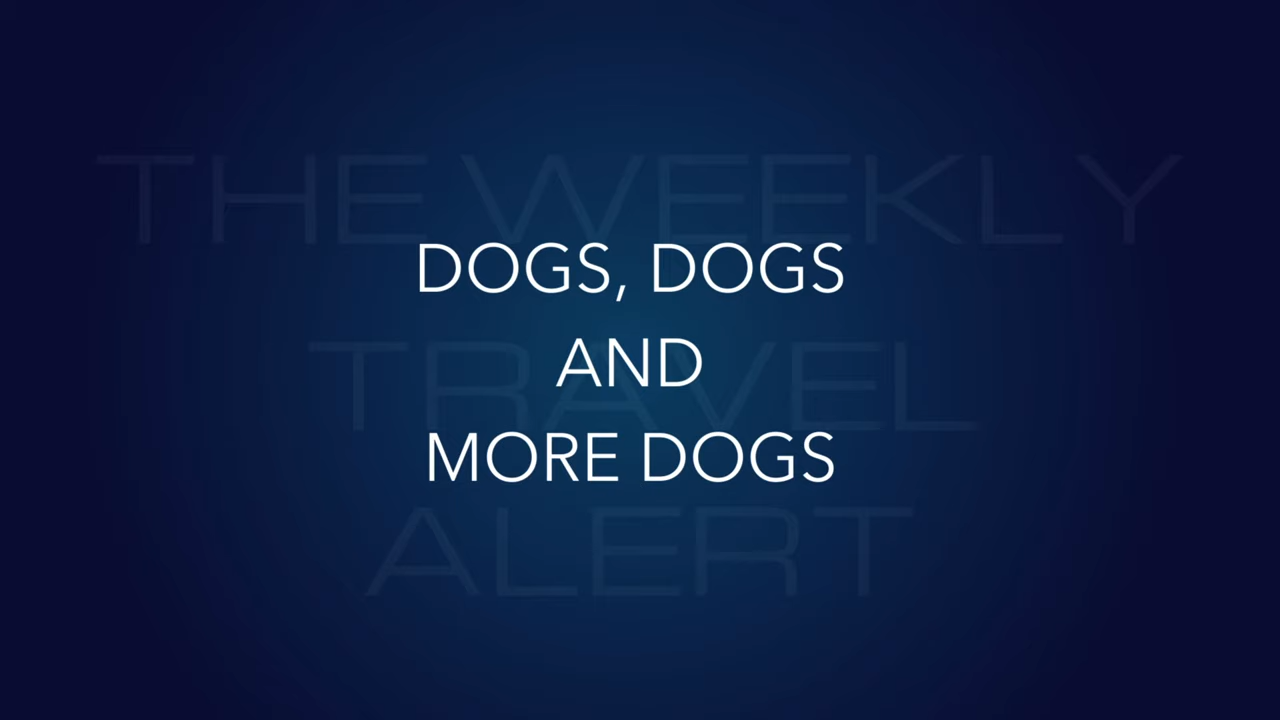 THE WEEKLY
DOGS, DOGS
AND
TRAVEL
MORE DOGS
ALERT